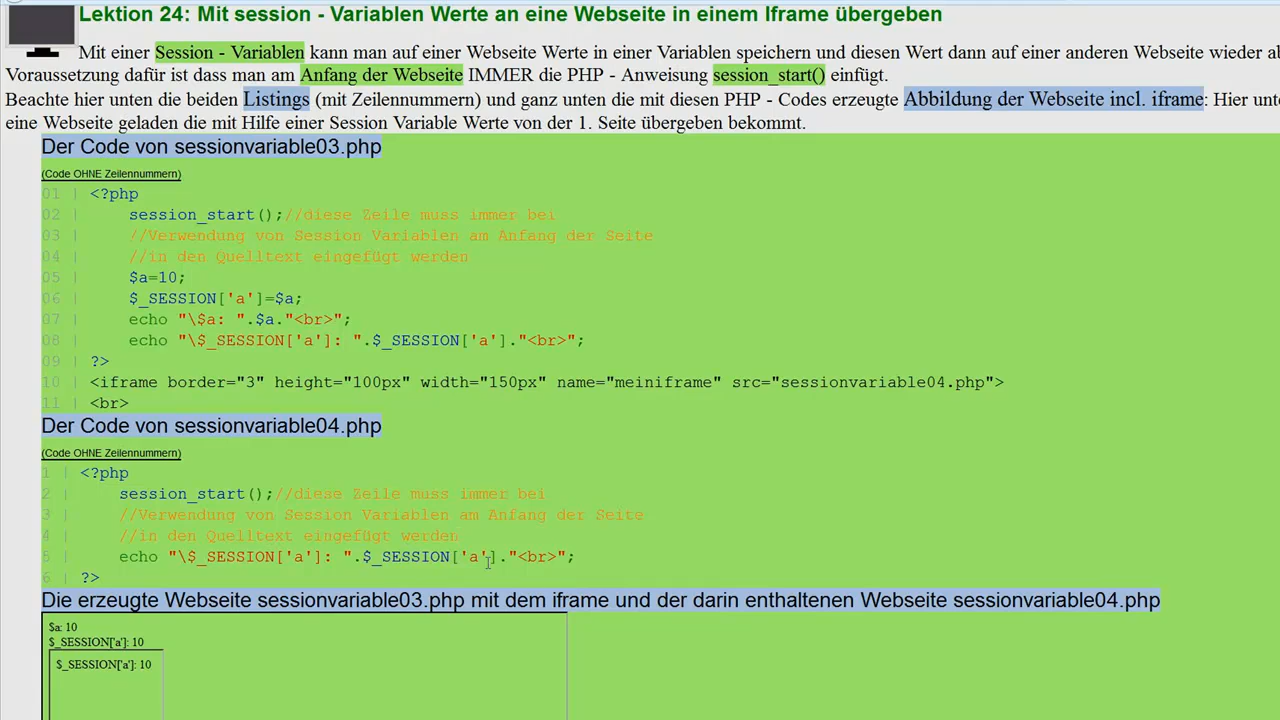 Lektion 24: Mit session - Variablen Werte an eine Webseite in einem Iframe übergeben
Mit einer Session - Variablen kann man auf einer Webseite Werte in einer Variablen speichern und diesen Wert dann auf einer anderen Webseite wieder
Voraussetzung dafür ist dass man am Anfang der Webseite IMMER die PHP - Anweisung session_start() einfügt.
Beachte hier unten die beiden Listings (mit Zeilennummern) und ganz unten die mit diesen PHP - Codes erzeugte Abbildung der Webseite incl. iframe: Hier
eine Webseite geladen die mit Hilfe einer Session Variable Werte von der 1. Seite übergeben bekommt.
Der Code von sessionvariable03.php
(Code OHNE Zeilennummern)
01 | <?php
02 |     session_start();//diese Zeile muss immer bei
03 |     //Verwendung von Session Variablen am Anfang der Seite
04 |     //in den Quelltext eingefügt werden
05 |     $a=10;
06 |     $_SESSION['a']=$a;
07 |     echo "\$a: ".$a."<br>";
08 |     echo "\$_SESSION['a']: ".$_SESSION['a']."<br>";
09 | ?>
10 | <iframe border="3" height="100px" width="150px" name="meiniframe" src="sessionvariable04.php">
11 | <br>
Der Code von sessionvariable04.php
(Code OHNE Zeilennummern)
1 | <?php
2 |     session_start();//diese Zeile muss immer bei
3 |     //Verwendung von Session Variablen am Anfang der Seite
4 |     //in den Quelltext eingefügt werden
5 |     echo "\$_SESSION['a']: ".$_SESSION['a']."<br>";
6 | ?>
Die erzeugte Webseite sessionvariable03.php mit dem iframe und der darin enthaltenen Webseite sessionvariable04.php
$a: 10
$_SESSION['a']: 10
$_SESSION['a']: 10